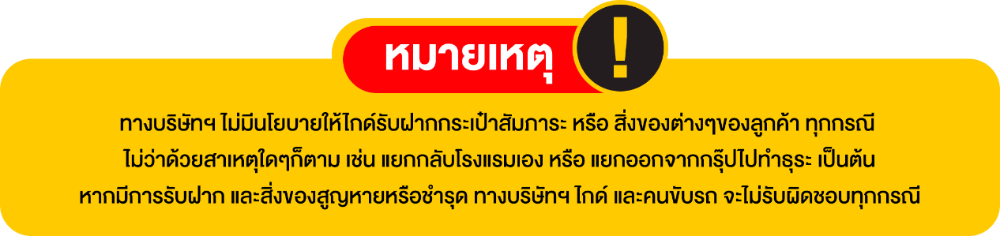 หมายเหตุ !
ทางบริษัทฯ ไม่มีนโยบายให้ไกด์รับฝากกระเป๋าสัมภาระ หรือ สิ่งของต่างๆของลูกค้า ทุกกรณี
ไม่ว่าด้วยสาเหตุใดๆก็ตาม เช่น แยกกลับโรงแรมเอง หรือ แยกออกจากกรุ๊ปไปทำธุระ เป็นต้น
หากมีการรับฝาก และสิ่งของสูญหายหรือชำรุด ทางบริษัทฯ ไกด์ และคนขับรถ จะไม่รับผิดชอบทุกกรณี